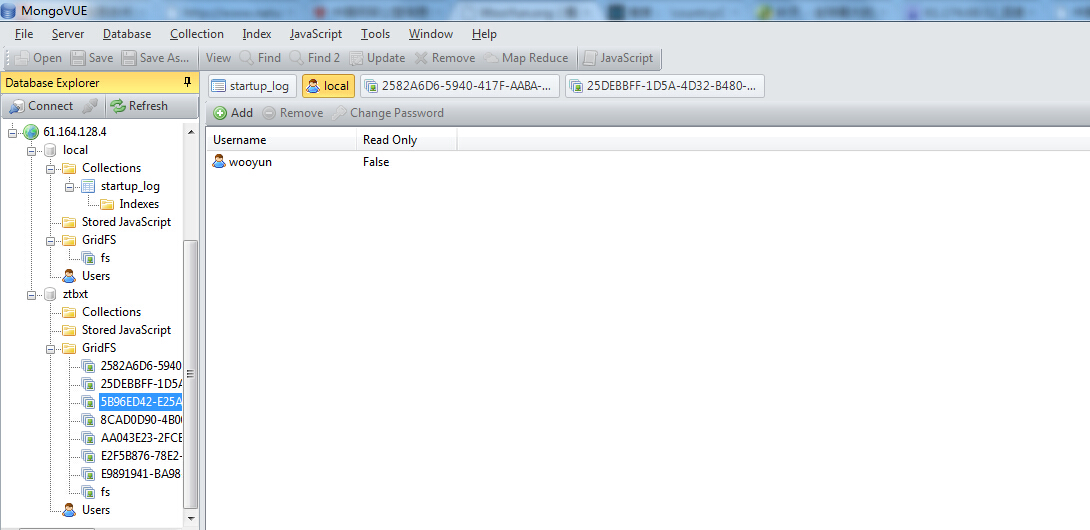 MongoVUE
File Server Database Collection Index JavaScript Tools Window Help
Open Save Save As... View Find Find 2 Update Remove Map Reduce JavaScript
Database Explorer
Connect Refresh
61.164.128.4
local
Collections
startup_log
Indexes
Stored JavaScript
GridFS
fs
Users
ztbxt
Collections
Stored JavaScript
GridFS
2582A6D6-5940
25DEBBFF-1D5A
5B96ED42-E25A
8CAD0D90-4B0
AA043E23-2FCE
E2F5B876-78E2-
E9891941-BA98
fs
Users
startup_log local 2582A6D6-5940-417F-AABA-... 25DEBBFF-1D5A-4D32-B480-...
Add Remove Change Password
Username Read Only
wooyun False